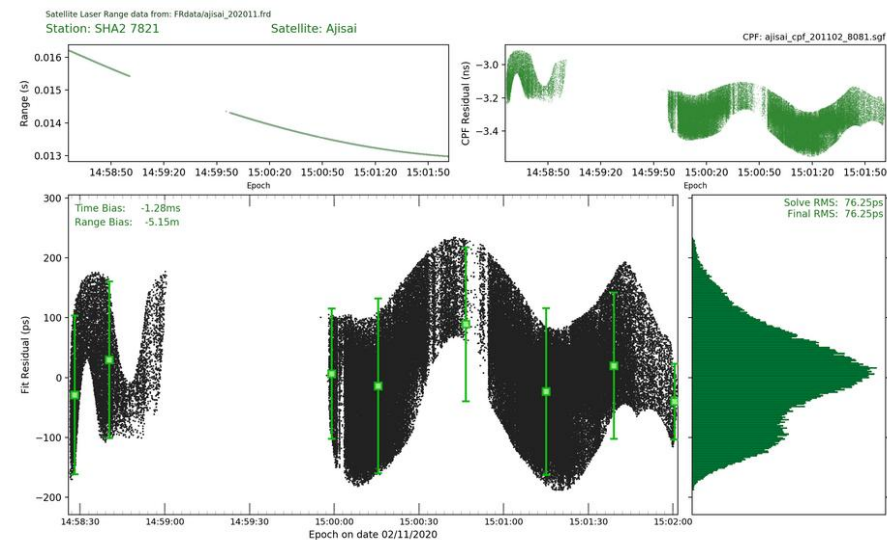 Satellite Laser Range data from: FRdata/ajisai_202011.frd
Station: SHA2 7821 Satellite: Ajisai
CPF: ajisai_cpf_201102_8081.sgf
Range (s)
0.016
0.015
0.014
0.013
14:58:50 14:59:20 14:59:50 15:00:20 15:00:50 15:01:20 15:01:50
Epoch
CPF Residual (ns)
−3.0
−3.2
−3.4
14:58:50 14:59:20 14:59:50 15:00:20 15:00:50 15:01:20 15:01:50
Epoch
Time Bias: -1.28ms
Range Bias: -5.15m
Fit Residual (ps)
300
200
100
0
−100
−200
14:58:30 14:59:00 14:59:30 15:00:00 15:00:30 15:01:00 15:01:30 15:02:00
Epoch on date 02/11/2020
Solve RMS: 76.25ps
Final RMS: 76.25ps